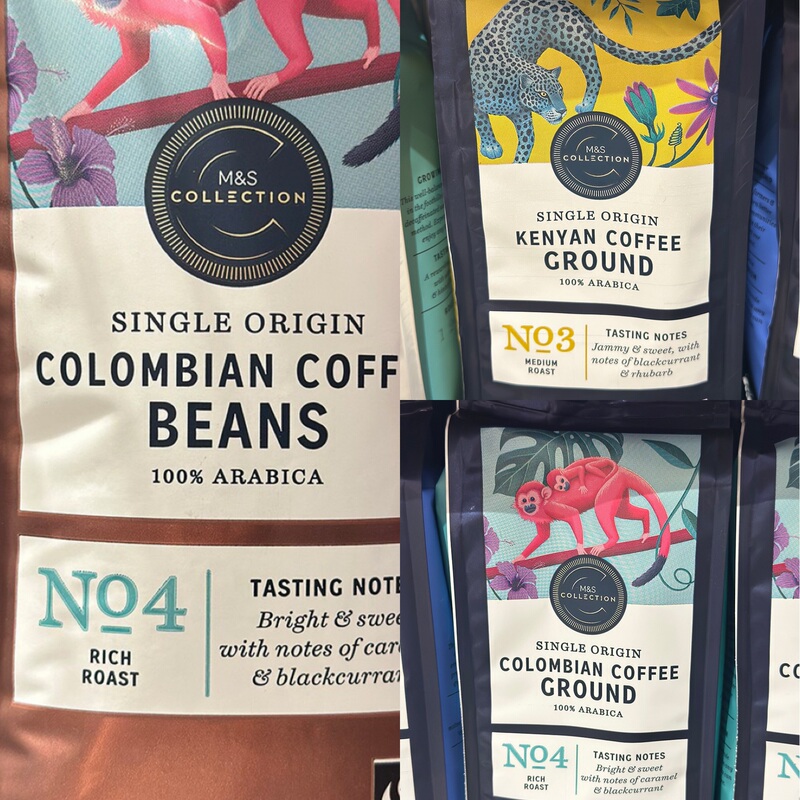 M&S
COLLECTION
SINGLE ORIGIN
COLOMBIAN COFF
BEANS
100% ARABICA
No4
RICH
ROAST
TASTING NOTE
Bright & swee
with notes of car
& blackcurran
M&S
COLLECTION
SINGLE ORIGIN
KENYAN COFFEE
GROUND
100% ARABICA
No3
MEDIUM
ROAST
TASTING NOTES
Jammy & sweet, with
notes of blackcurrant
& rhubarb
M&S
COLLECTION
SINGLE ORIGIN
COLOMBIAN COFFEE
GROUND
100% ARABICA
No4
RICH
ROAST
TASTING NOTES
Bright & sweet
with notes of caramel
& blackcurrant